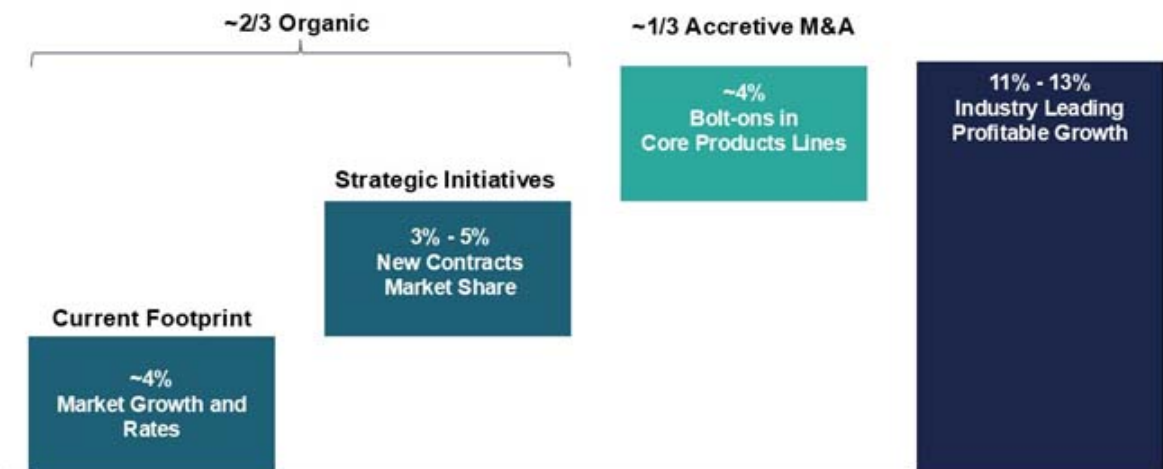 ~2/3 Organic
~1/3 Accretive M&A
~4%
Bolt-ons in
Core Products Lines
11% - 13%
Industry Leading
Profitable Growth
Strategic Initiatives
3% - 5%
New Contracts
Market Share
Current Footprint
~4%
Market Growth and
Rates